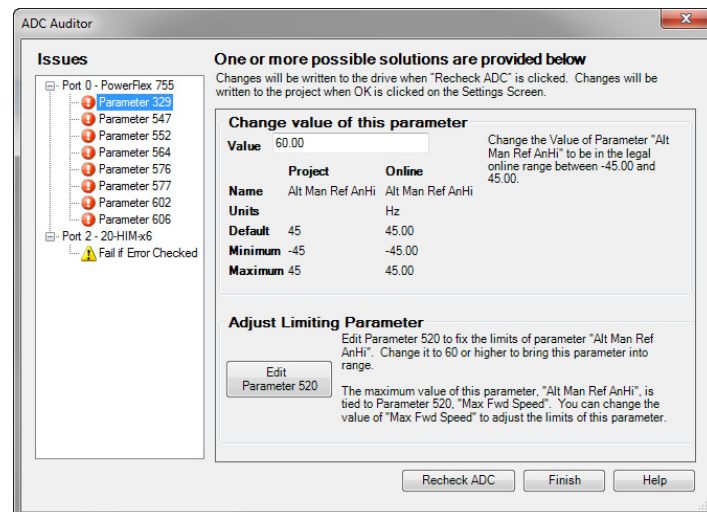 ADC Auditor
Issues
Port 0 - PowerFlex 755
Parameter 329
Parameter 547
Parameter 552
Parameter 564
Parameter 576
Parameter 577
Parameter 602
Parameter 606
Port 2 - 20-HIM-x6
Fail if Error Checked
One or more possible solutions are provided below
Changes will be written to the drive when "Recheck ADC" is clicked. Changes will be
written to the project when OK is clicked on the Settings Screen.
Change value of this parameter
Value 60.00
Project Online
Name Alt Man Ref AnHi Alt Man Ref AnHi
Units Hz
Default 45 45.00
Minimum -45 -45.00
Maximum 45 45.00
Change the Value of Parameter "Alt
Man Ref AnHi" to be in the legal
online range between -45.00 and
45.00.
Adjust Limiting Parameter
Edit
Parameter 520
Edit Parameter 520 to fix the limits of parameter "Alt Man Ref
AnHi". Change it to 60 or higher to bring this parameter into
range.
The maximum value of this parameter, "Alt Man Ref AnHi", is
tied to Parameter 520, "Max Fwd Speed". You can change the
value of "Max Fwd Speed" to adjust the limits of this parameter.
Recheck ADC
Finish
Help